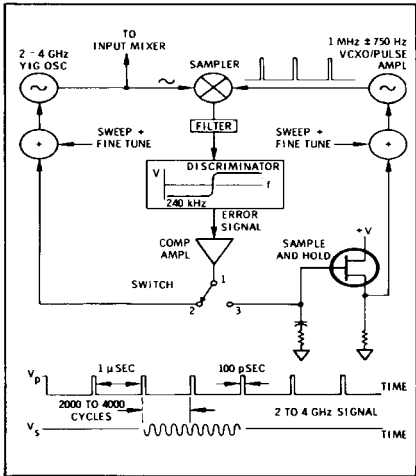 TO
INPUT MIXER
2 – 4 GHz
YIG OSC
SAMPLER
1 MHz ± 750 Hz
VCXO/PULSE
AMPL
~
~
~
FILTER
+
SWEEP +
FINE TUNE
SWEEP +
FINE TUNE
+
DISCRIMINATOR
V
f
240 kHz
ERROR
SIGNAL
COMP
AMPL
SAMPLE
AND HOLD
+V
SWITCH
1
2
3
Vp
1 µSEC
100 pSEC
TIME
2000 TO 4000
CYCLES
2 TO 4 GHz SIGNAL
Vs
TIME